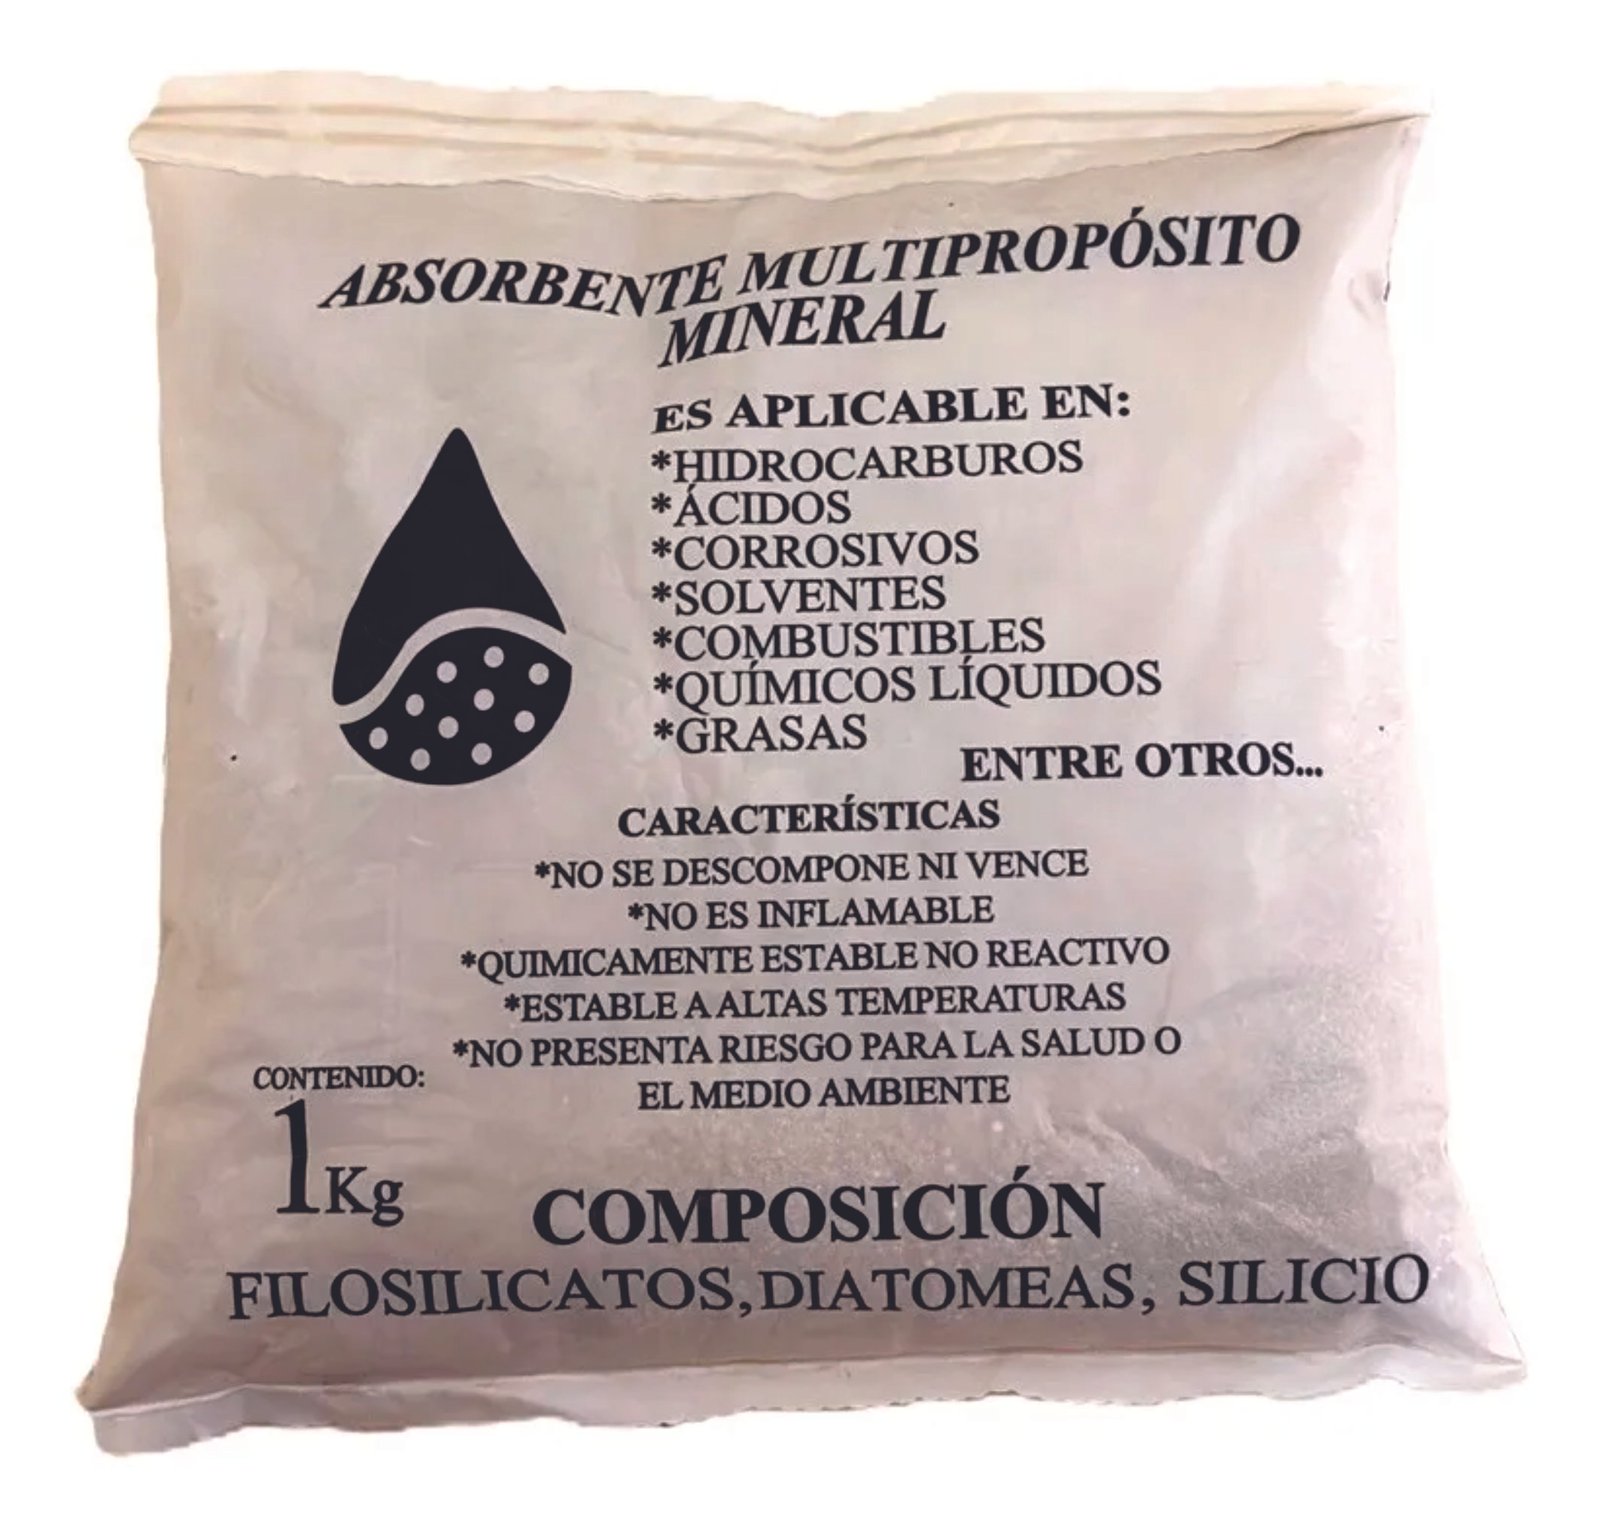 ABSORBENTE MULTIPROPÓSITO
MINERAL
ES APLICABLE EN:
*HIDROCARBUROS
*ÁCIDOS
*CORROSIVOS
*SOLVENTES
*COMBUSTIBLES
*QUÍMICOS LÍQUIDOS
*GRASAS
ENTRE OTROS...
CARACTERÍSTICAS
*NO SE DESCOMPONE NI VENCE
*NO ES INFLAMABLE
*QUIMICAMENTE ESTABLE NO REACTIVO
*ESTABLE A ALTAS TEMPERATURAS
*NO PRESENTA RIESGO PARA LA SALUD O
EL MEDIO AMBIENTE
CONTENIDO:
1Kg
COMPOSICIÓN
FILOSILICATOS, DIATOMEAS, SILICIO